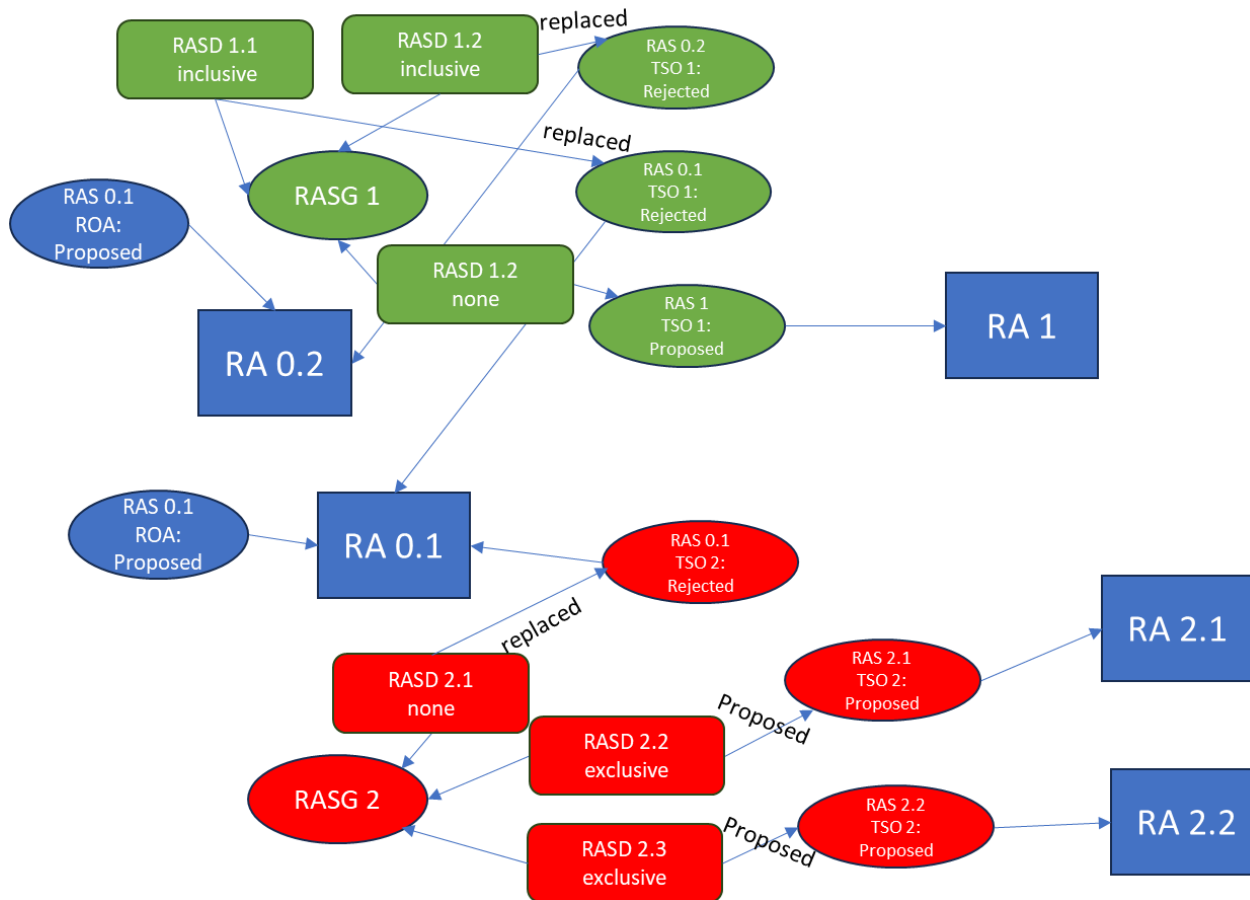 replaced
RASD 1.1
inclusive
RASD 1.2
inclusive
RAS 0.2
TSO 1:
Rejected
replaced
RAS 0.1
ROA:
Proposed
RASG 1
RAS 0.1
TSO 1:
Rejected
RASD 1.2
none
RAS 1
TSO 1:
Proposed
RA 1
RA 0.2
RAS 0.1
ROA:
Proposed
RA 0.1
RAS 0.1
TSO 2:
Rejected
replaced
RA 2.1
RASD 2.1
none
RAS 2.1
TSO 2:
Proposed
Proposed
RASD 2.2
exclusive
RASG 2
RAS 2.2
TSO 2:
Proposed
RA 2.2
Proposed
RASD 2.3
exclusive